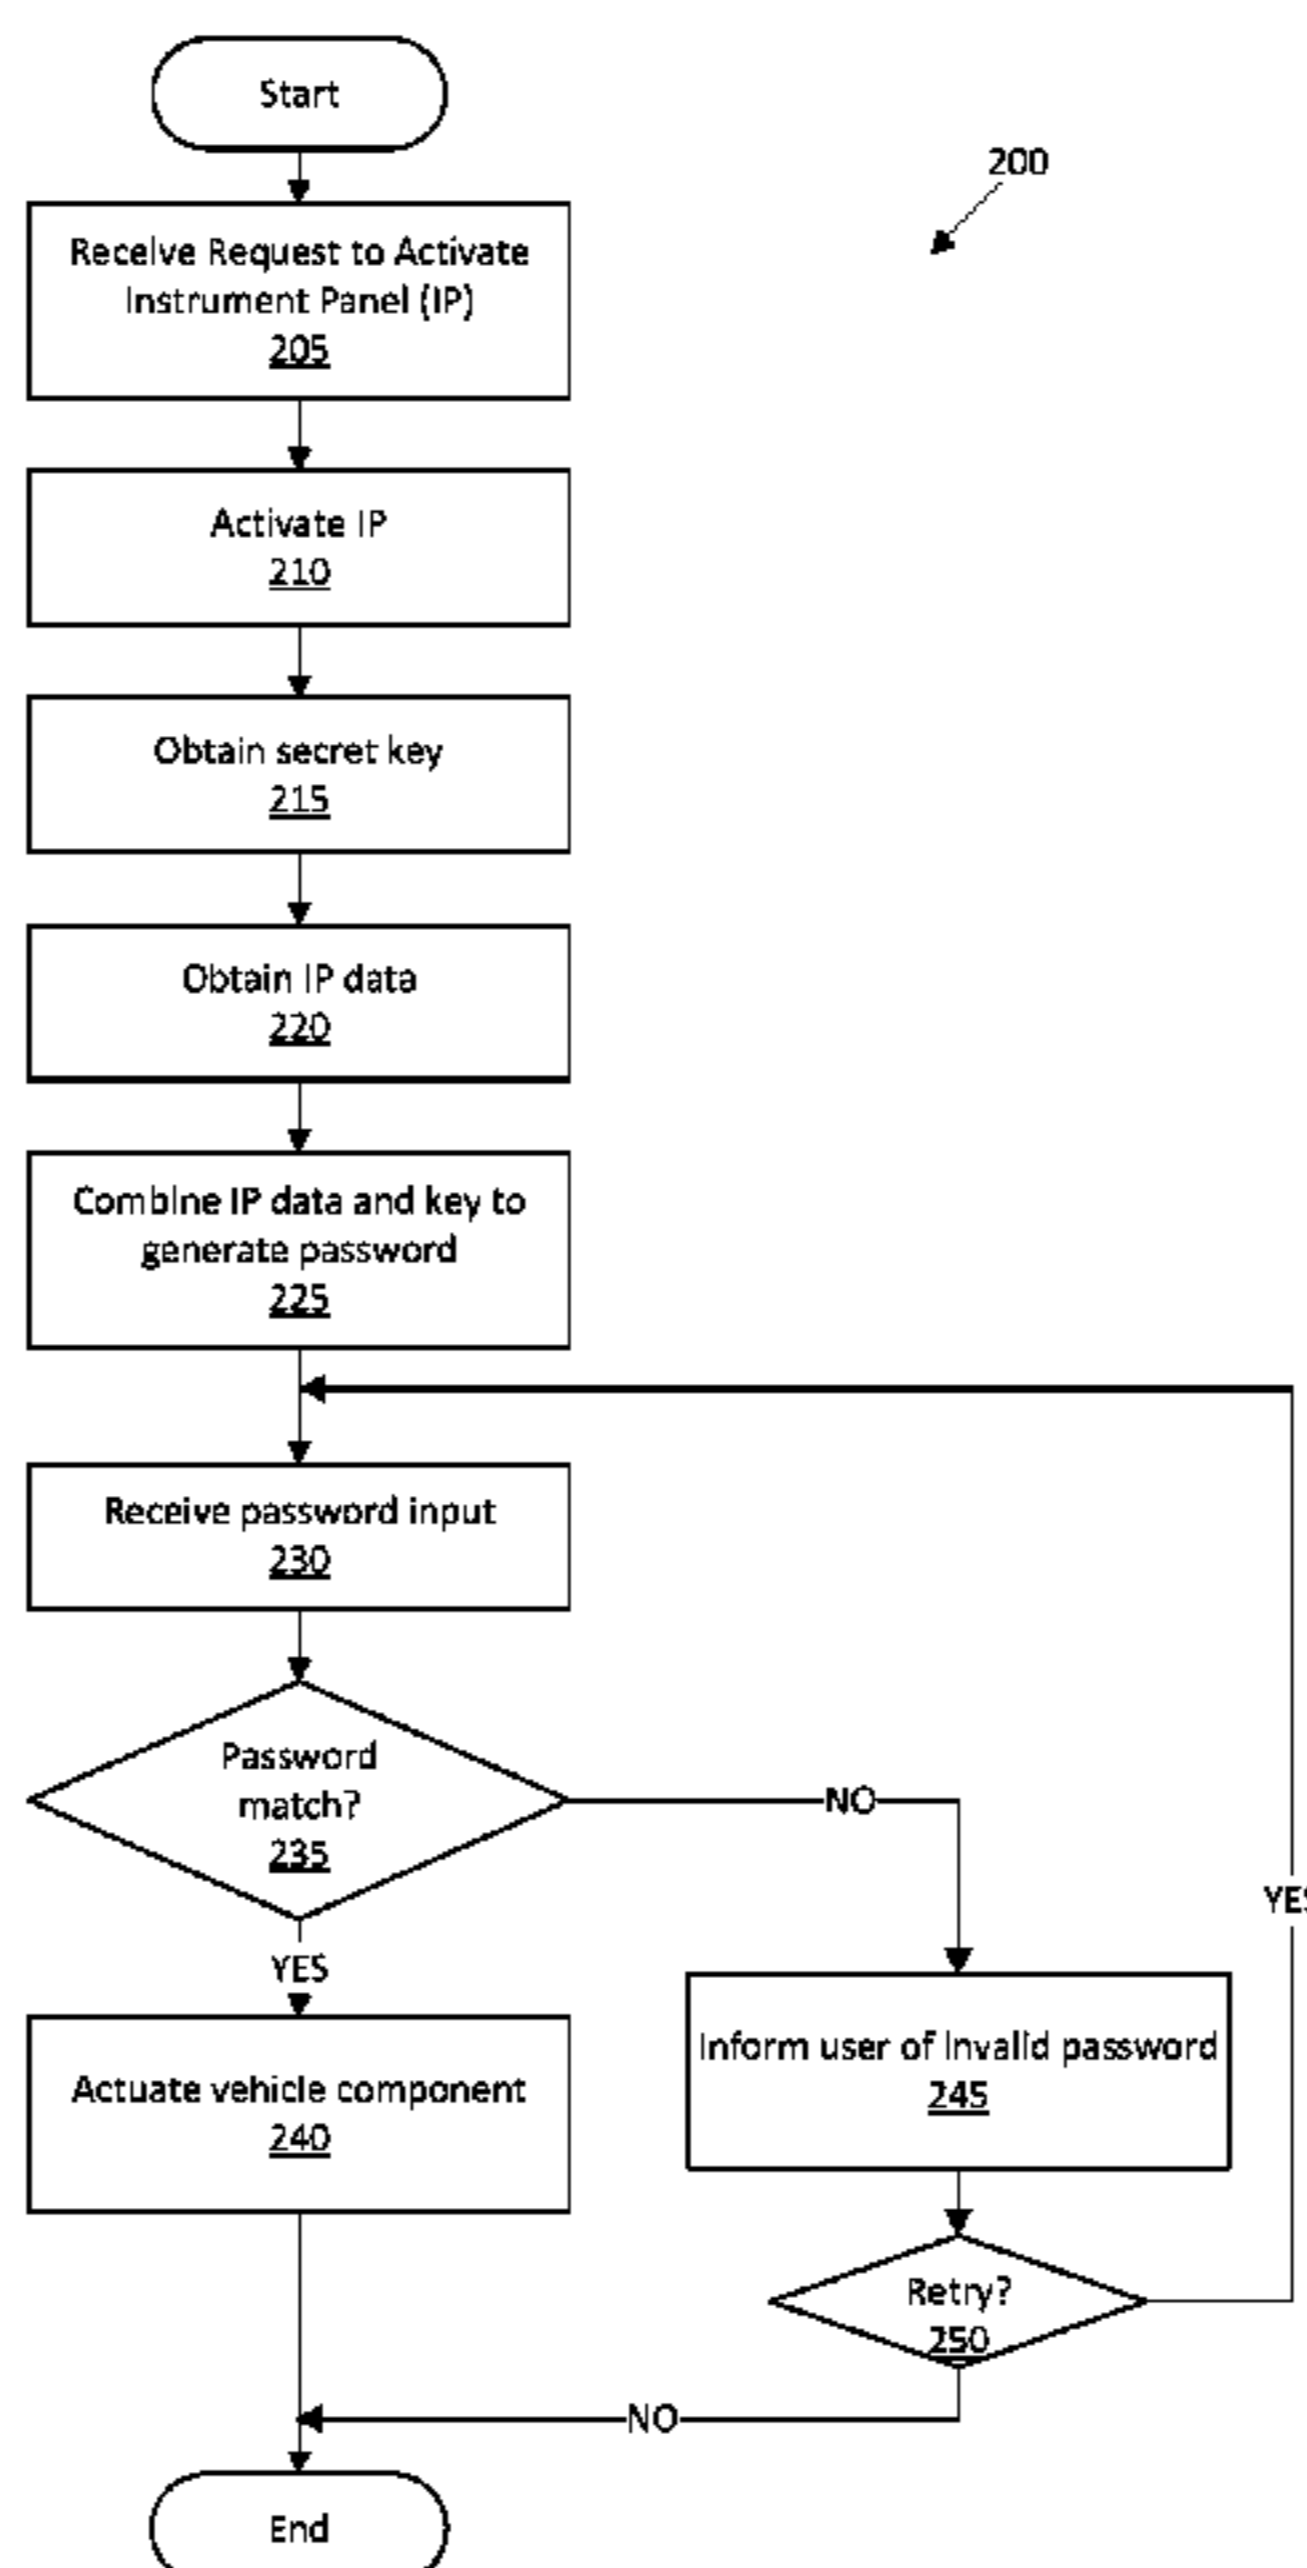 Start
200
Receive Request to Activate
Instrument Panel (IP)
205
Activate IP
210
Obtain secret key
215
Obtain IP data
220
Combine IP data and key to
generate password
225
Receive password input
230
Password
match?
235
NO
YES
YES
Actuate vehicle component
240
Inform user of invalid password
245
Retry?
250
NO
End